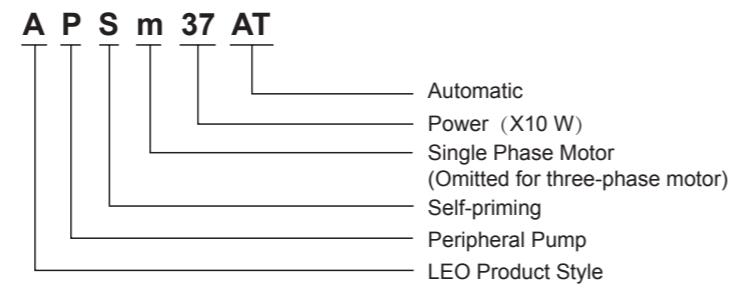 A P S m 37 AT
Automatic
Power（X10 W）
Single Phase Motor
(Omitted for three-phase motor)
Self-priming
Peripheral Pump
LEO Product Style